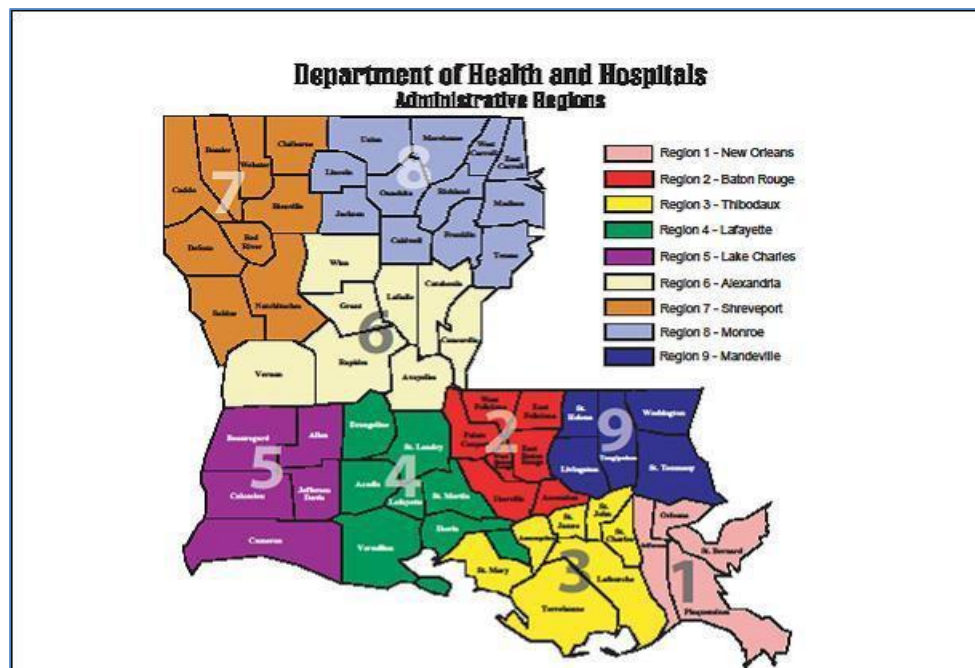 Department of Health and Hospitals
Administrative Regions
Region 1 - New Orleans
Region 2 - Baton Rouge
Region 3 - Thibodaux
Region 4 - Lafayette
Region 5 - Lake Charles
Region 6 - Alexandria
Region 7 - Shreveport
Region 8 - Monroe
Region 9 - Mandeville
Caddo
Bossier
Webster
Claiborne
Bienville
DeSoto
Red
River
Sabine
Natchitoches
7
Union
Morehouse
West
Carroll
East
Carroll
Lincoln
Ouachita
Richland
Madison
Jackson
Caldwell
Franklin
Tensas
8
Winn
Grant
LaSalle
Catahoula
Concordia
Vernon
Rapides
Avoyelles
6
Beauregard
Allen
Calcasieu
Jefferson
Davis
Cameron
5
Evangeline
St. Landry
Acadia
Lafayette
St. Martin
Vermilion
Iberia
4
West
Feliciana
East
Feliciana
Pointe
Coupee
East
Baton
Rouge
Iberville
Ascension
2
St.
Helena
Washington
Livingston
Tangipahoa
St. Tammany
9
St.
James
St.
John
St.
Charles
Assumption
St. Mary
Lafourche
Terrebonne
3
Orleans
Jefferson
St. Bernard
Plaquemines
1